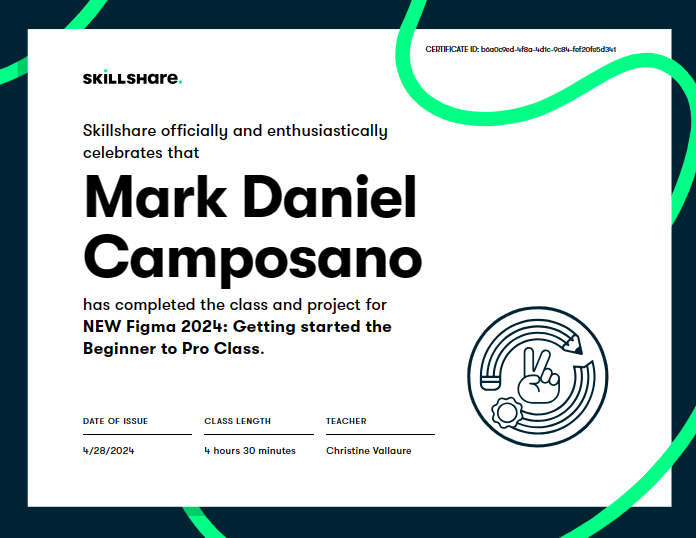 CERTIFICATE ID: b6a0c9ed-4f8a-4d1c-9c84-fef20fe5d341
SKILLSHARE.
Skillshare officially and enthusiastically
celebrates that
Mark Daniel
Camposano
has completed the class and project for
NEW Figma 2024: Getting started the
Beginner to Pro Class.
DATE OF ISSUE
CLASS LENGTH
TEACHER
4/28/2024
4 hours 30 minutes
Christine Vallaure